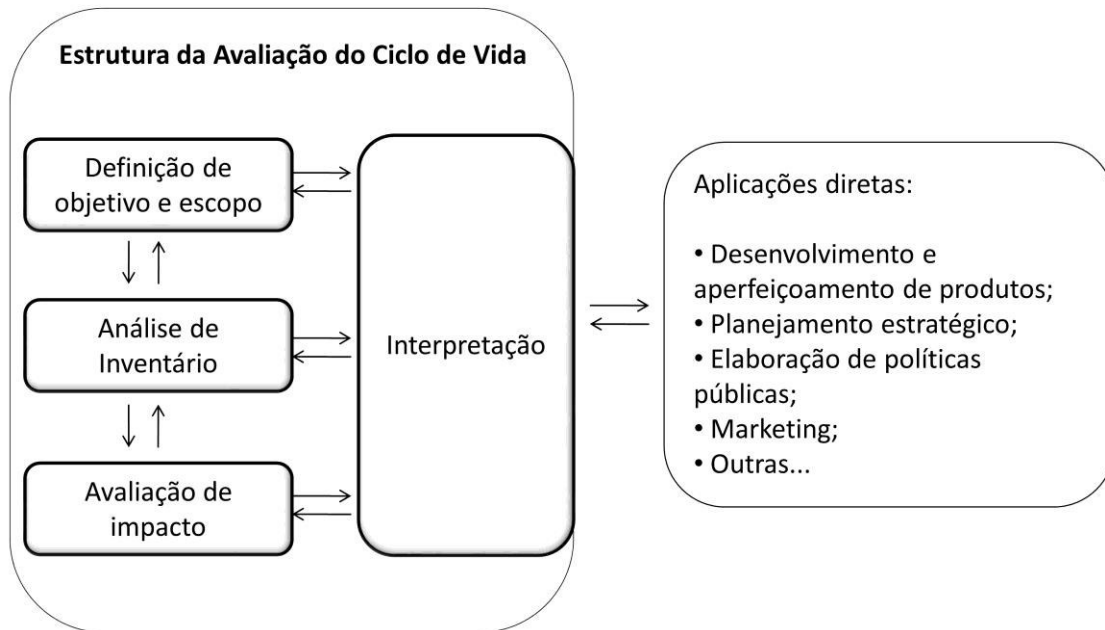 Estrutura da Avaliação do Ciclo de Vida
Definição de
objetivo e escopo
Análise de
Inventário
Avaliação de
impacto
Interpretação
Aplicações diretas:
• Desenvolvimento e
aperfeiçoamento de produtos;
• Planejamento estratégico;
• Elaboração de políticas
públicas;
• Marketing;
• Outras...